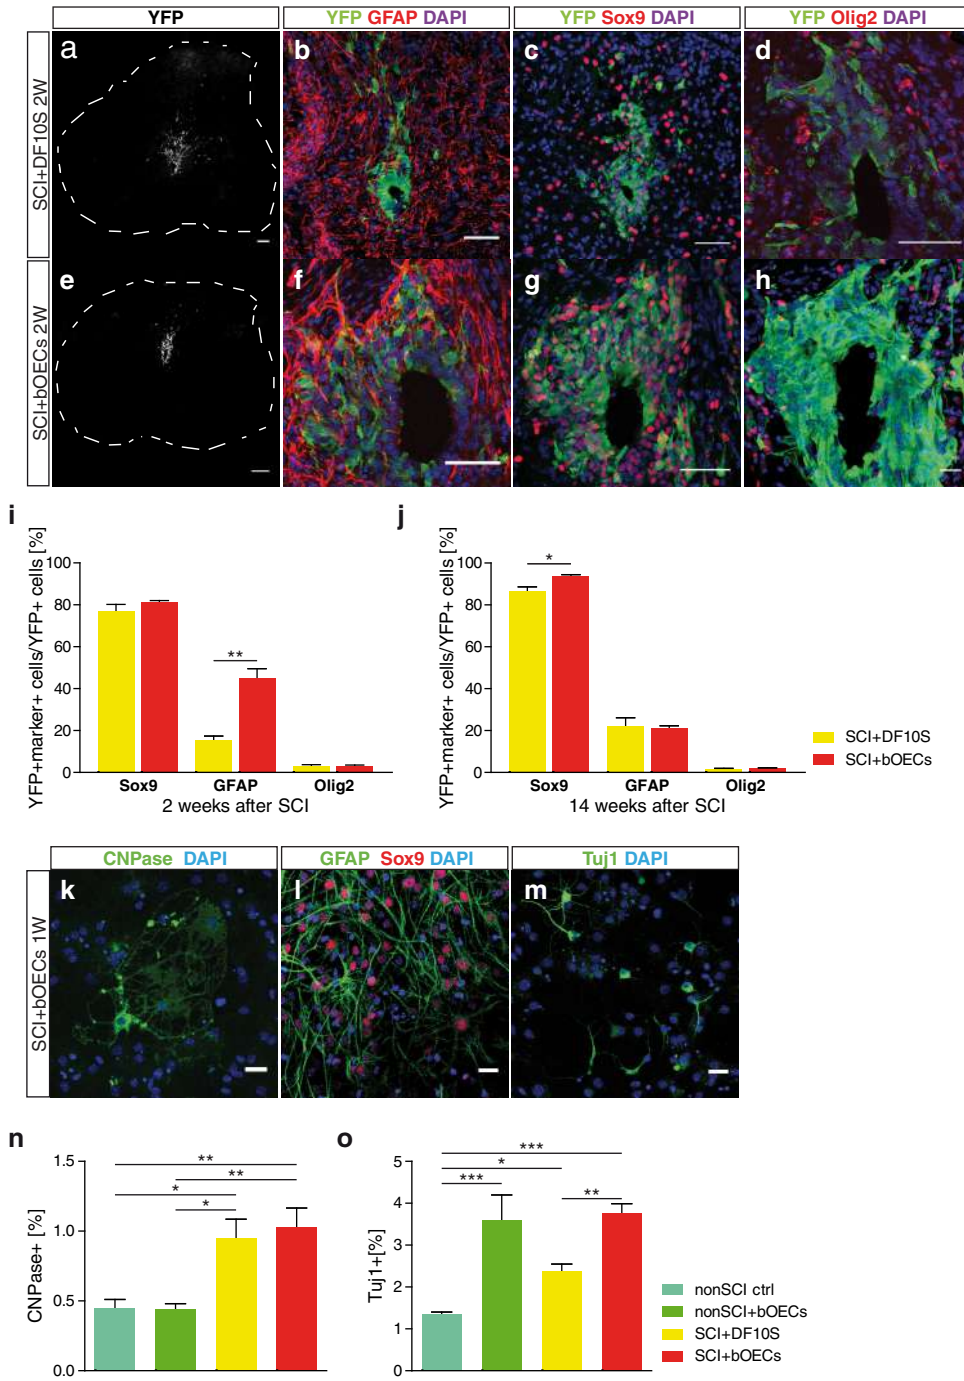 YFP
YFP GFAP DAPI
YFP Sox9 DAPI
YFP Olig2 DAPI
SCI+DF10S 2W
a
b
c
d
SCI+bOECs 2W
e
f
g
h
i
YFP+marker+ cells/YFP+ cells [%]
100
80
60
40
20
0
**
Sox9 GFAP Olig2
2 weeks after SCI
j
YFP+marker+ cells/YFP+ cells [%]
100
80
60
40
20
0
*
Sox9 GFAP Olig2
14 weeks after SCI
SCI+DF10S
SCI+bOECs
CNPase DAPI
GFAP Sox9 DAPI
Tuj1 DAPI
SCI+bOECs 1W
k
l
m
n
CNPase+ [%]
1.5
1.0
0.5
0.0
**
**
*
*
o
Tuj1+[%]
5
4
3
2
1
0
***
*
***
**
nonSCI ctrl
nonSCI+bOECs
SCI+DF10S
SCI+bOECs